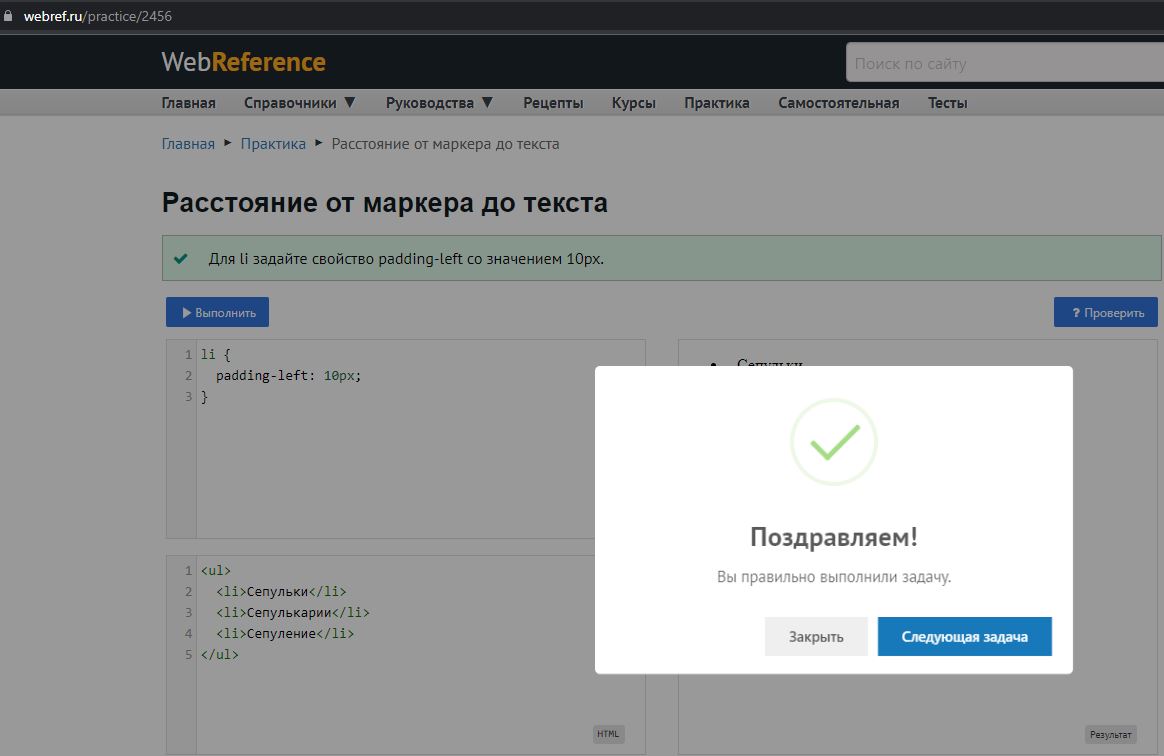 webref.ru/practice/2456
WebReference
Поиск по сайту
Главная Справочники ▼ Руководства ▼ Рецепты Курсы Практика Самостоятельная Тесты
Главная ► Практика ► Расстояние от маркера до текста
Расстояние от маркера до текста
Для li задайте свойство padding-left со значением 10px.
Выполнить
? Проверить
1 li {
2 padding-left: 10px;
3 }
Сепульки
Поздравляем!
Вы правильно выполнили задачу.
Закрыть Следующая задача
1 <ul>
2 <li>Сепульки</li>
3 <li>Сепулькарии</li>
4 <li>Сепуление</li>
5 </ul>
HTML
Результат